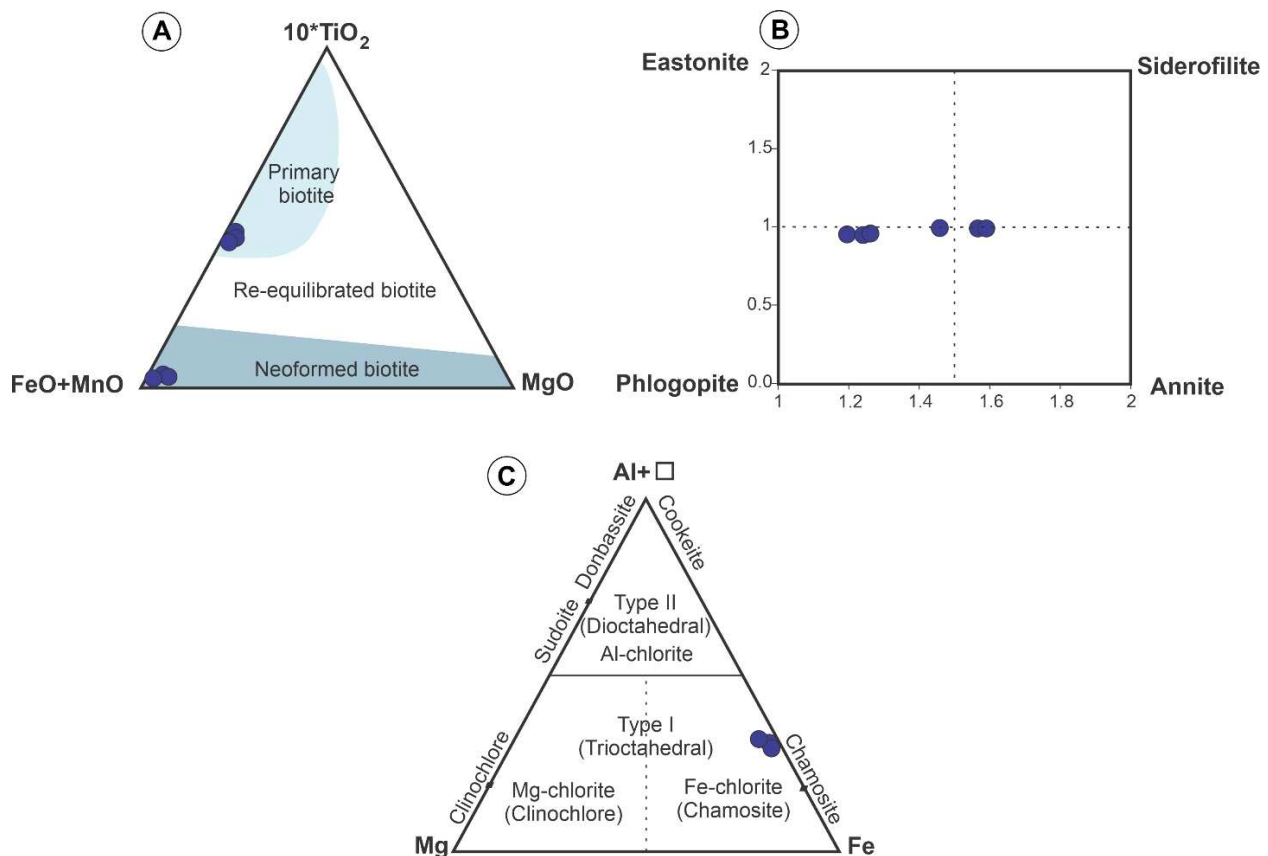 A
10*TiO₂
Primary
biotite
Re-equilibrated biotite
Neoformed biotite
FeO+MnO
MgO
B
Eastonite
Siderofilite
2
1.5
1
0.5
0.0
Phlogopite
Annite
1
1.2
1.4
1.6
1.8
2
C
Al+ □
Donbassite
Cookeite
Sudoite
Type II
(Dioctahedral)
Al-chlorite
Type I
(Trioctahedral)
Clinochlore
Chamosite
Mg-chlorite
(Clinochlore)
Fe-chlorite
(Chamosite)
Mg
Fe